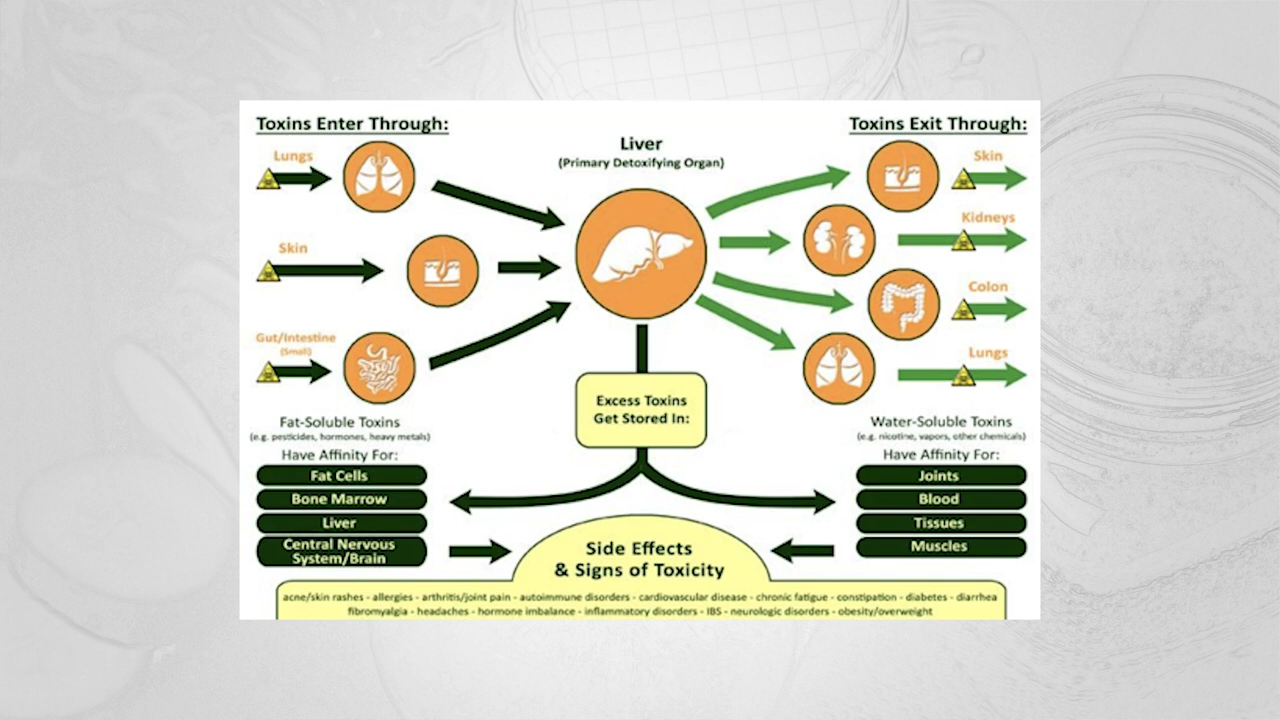 Toxins Enter Through:
Lungs
Skin
Gut/Intestine
(Small)
Liver
(Primary Detoxifying Organ)
Toxins Exit Through:
Skin
Kidneys
Colon
Lungs
Excess Toxins
Get Stored In:
Fat-Soluble Toxins
(e.g. pesticides, hormones, heavy metals)
Have Affinity For:
Fat Cells
Bone Marrow
Liver
Central Nervous
System/Brain
Water-Soluble Toxins
(e.g. nicotine, vapors, other chemicals)
Have Affinity For:
Joints
Blood
Tissues
Muscles
Side Effects
& Signs of Toxicity
acne/skin rashes - allergies - arthritis/joint pain - autoimmune disorders - cardiovascular disease - chronic fatigue - constipation - diabetes - diarrhea
fibromyalgia - headaches - hormone imbalance - inflammatory disorders - IBS - neurologic disorders - obesity/overweight